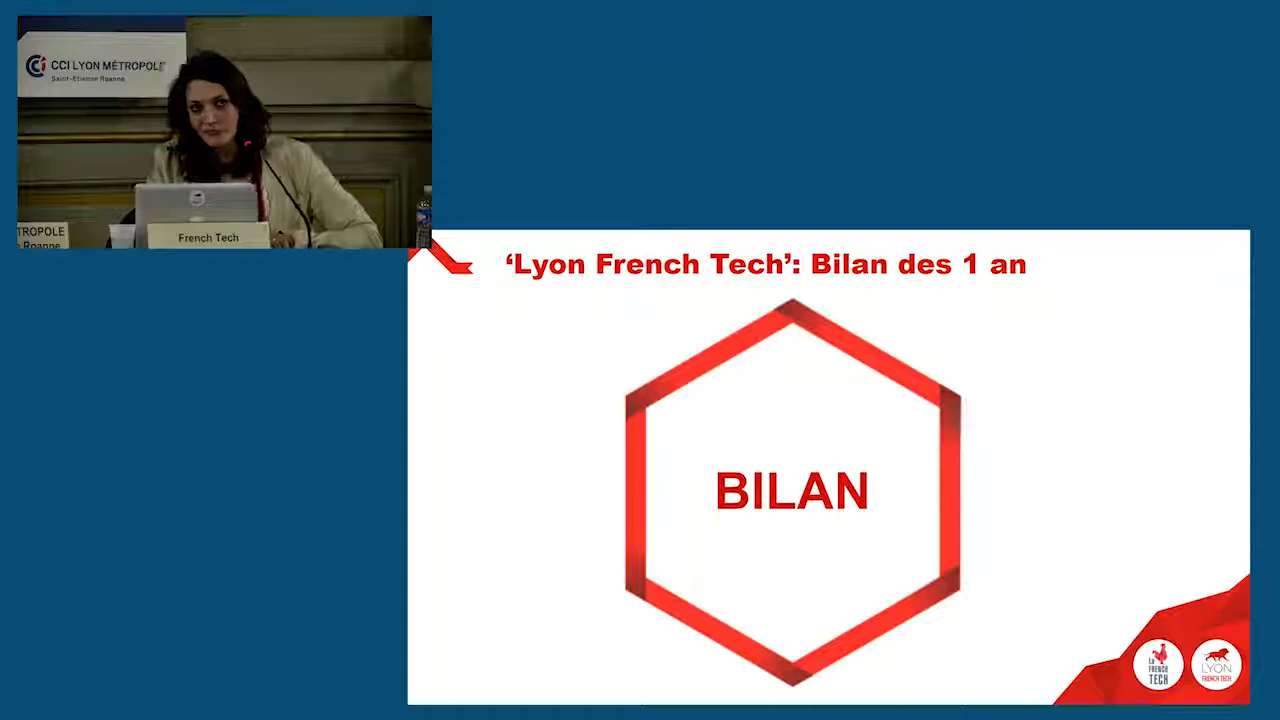 CCI LYON MÉTROPOLE
Saint-Etienne Roanne
TROPOLE
Roanne
French Tech
‘Lyon French Tech’: Bilan des 1 an
BILAN
LA
FRENCH
TECH
LYON
FRENCH TECH